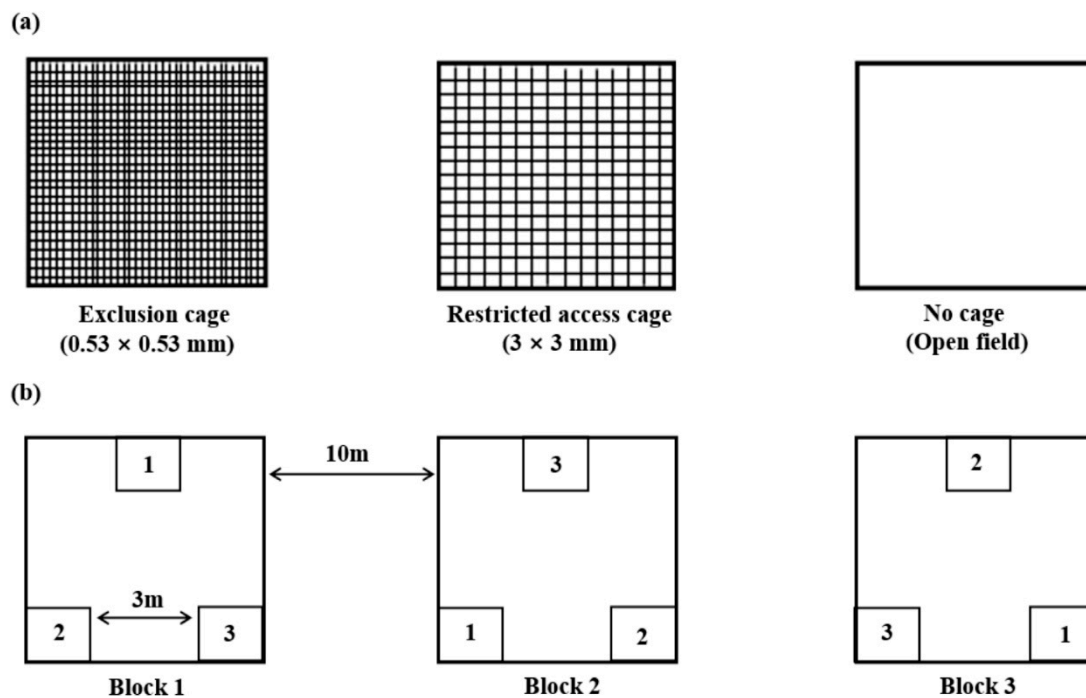 (a)
Exclusion cage
(0.53 × 0.53 mm)
Restricted access cage
(3 × 3 mm)
No cage
(Open field)
(b)
1
10m
3
2
3m
2
3
1
2
3
1
Block 1
Block 2
Block 3